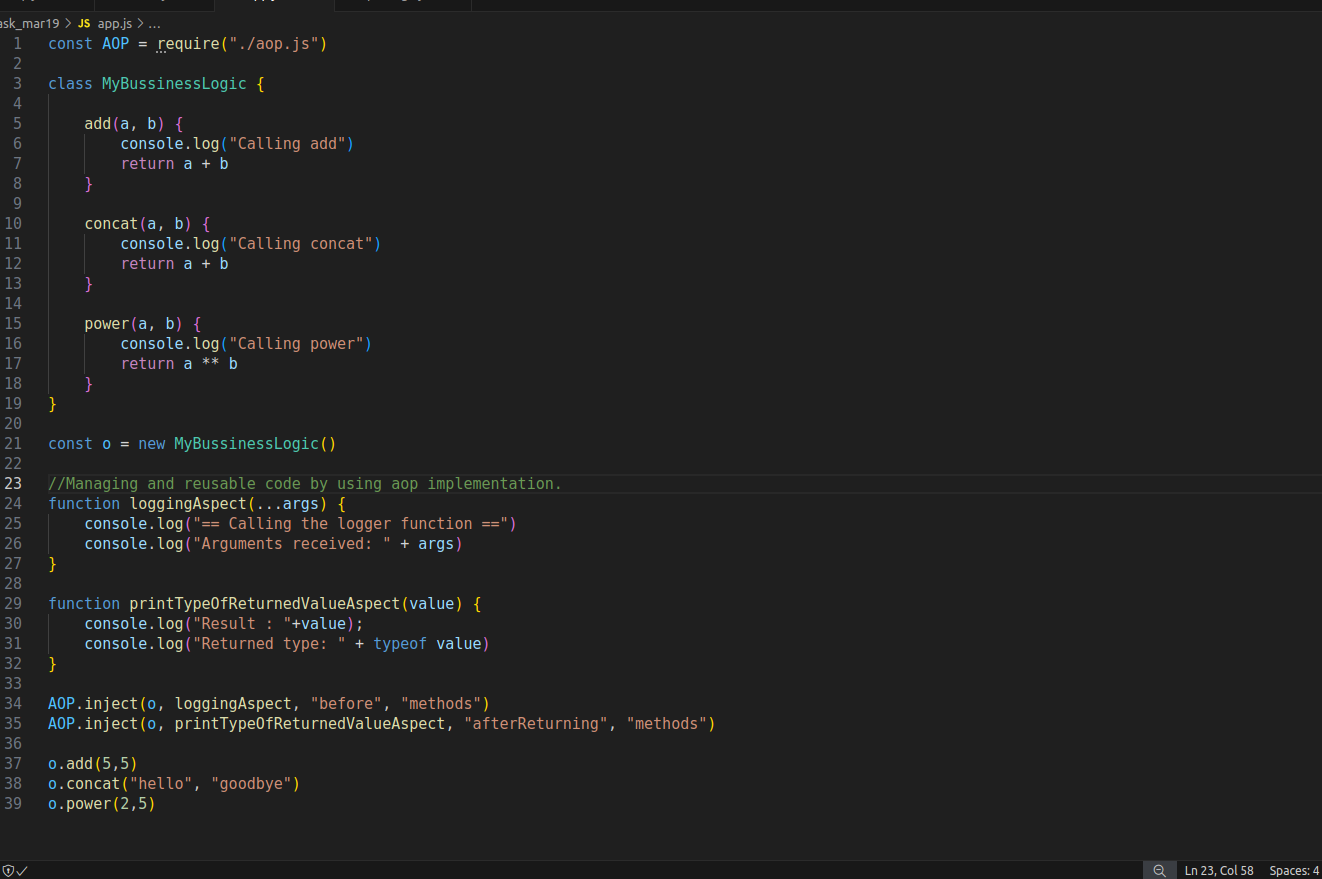 ask_mar19 > JS app.js > ...
1 const AOP = require("./aop.js")
2
3 class MyBussinessLogic {
4
5     add(a, b) {
6         console.log("Calling add")
7         return a + b
8     }
9
10     concat(a, b) {
11         console.log("Calling concat")
12         return a + b
13     }
14
15     power(a, b) {
16         console.log("Calling power")
17         return a ** b
18     }
19 }
20
21 const o = new MyBussinessLogic()
22
23 //Managing and reusable code by using aop implementation.
24 function loggingAspect(...args) {
25     console.log("== Calling the logger function ==")
26     console.log("Arguments received: " + args)
27 }
28
29 function printTypeOfReturnedValueAspect(value) {
30     console.log("Result : "+value);
31     console.log("Returned type: " + typeof value)
32 }
33
34 AOP.inject(o, loggingAspect, "before", "methods")
35 AOP.inject(o, printTypeOfReturnedValueAspect, "afterReturning", "methods")
36
37 o.add(5,5)
38 o.concat("hello", "goodbye")
39 o.power(2,5)
Ln 23, Col 58 Spaces: 4